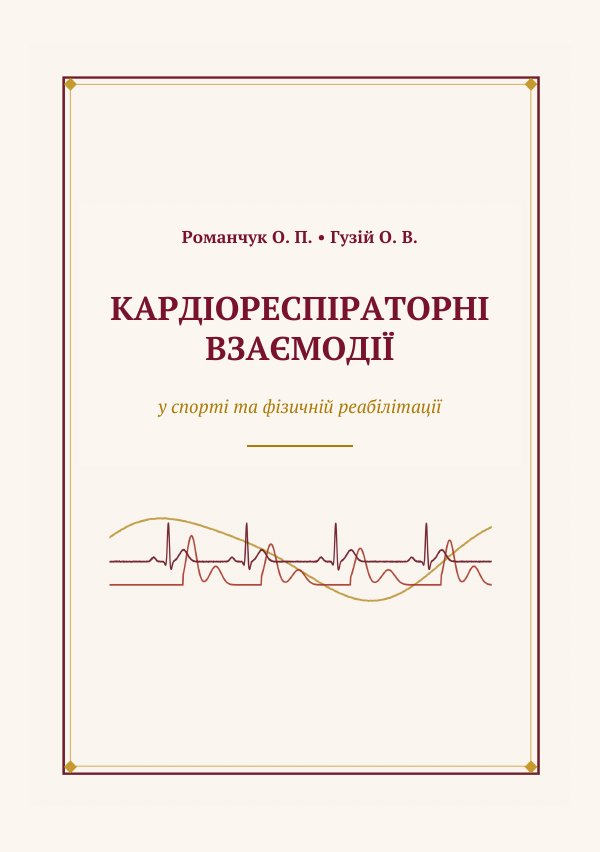 Романчук О. П. • Гузій О. В.
КАРДІОРЕСПІРАТОРНІ
ВЗАЄМОДІЇ
у спорті та фізичній реабілітації